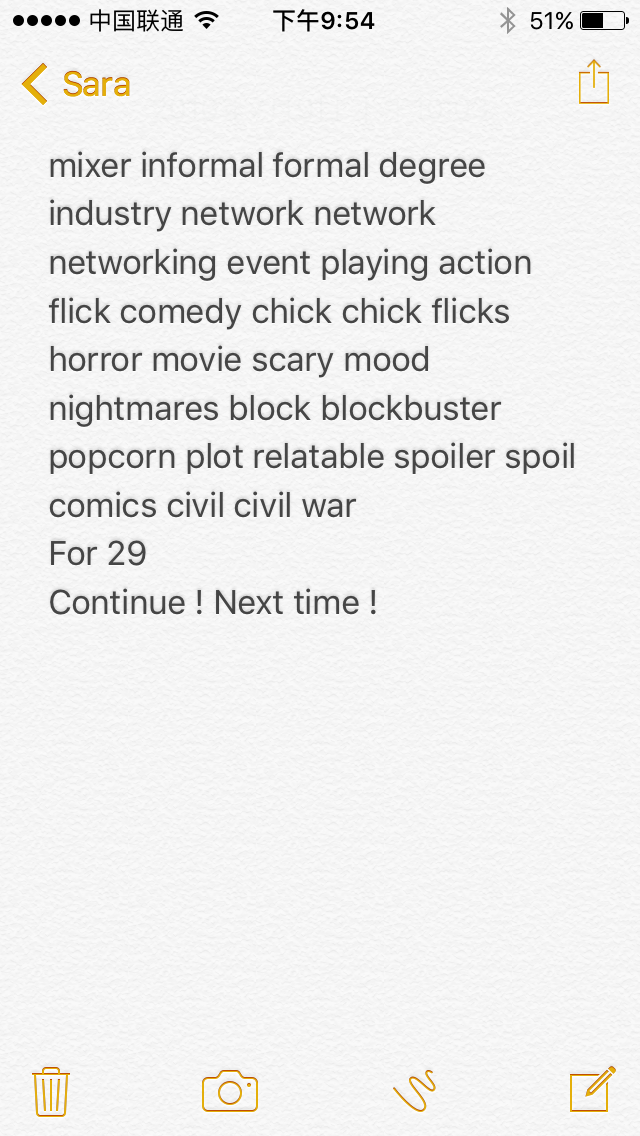 中国联通 下午9:54 51%
Sara
mixer informal formal degree
industry network network
networking event playing action
flick comedy chick chick flicks
horror movie scary mood
nightmares block blockbuster
popcorn plot relatable spoiler spoil
comics civil civil war
For 29
Continue ! Next time !